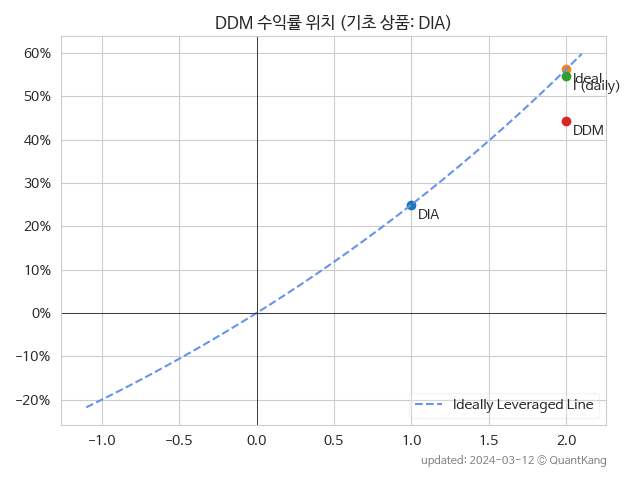 DDM 수익률 위치 (기초 상품: DIA)
60%
50%
40%
30%
20%
10%
0%
−10%
−20%
Ideal
(daily)
DDM
DIA
Ideally Leveraged Line
−1.0 −0.5 0.0 0.5 1.0 1.5 2.0
updated: 2024-03-12 © QuantKang